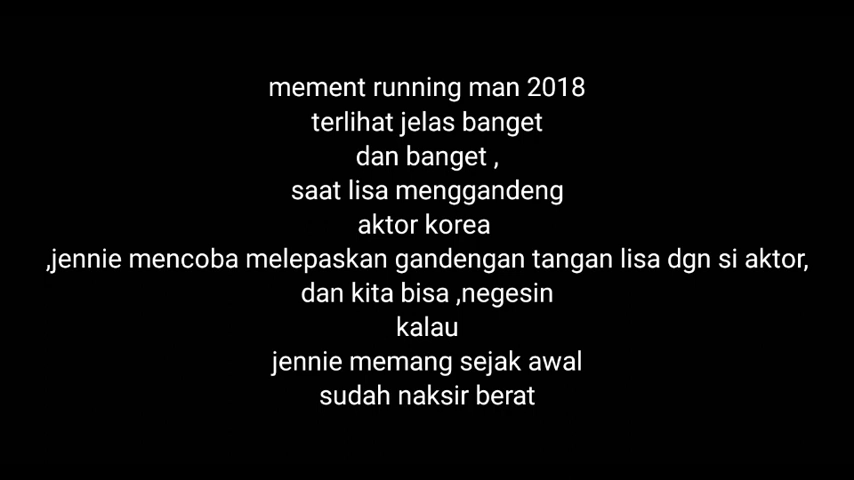 mement running man 2018
terlihat jelas banget
dan banget ,
saat lisa menggandeng
aktor korea
,jennie mencoba melepaskan gandengan tangan lisa dgn si aktor,
dan kita bisa ,negesin
kalau
jennie memang sejak awal
sudah naksir berat